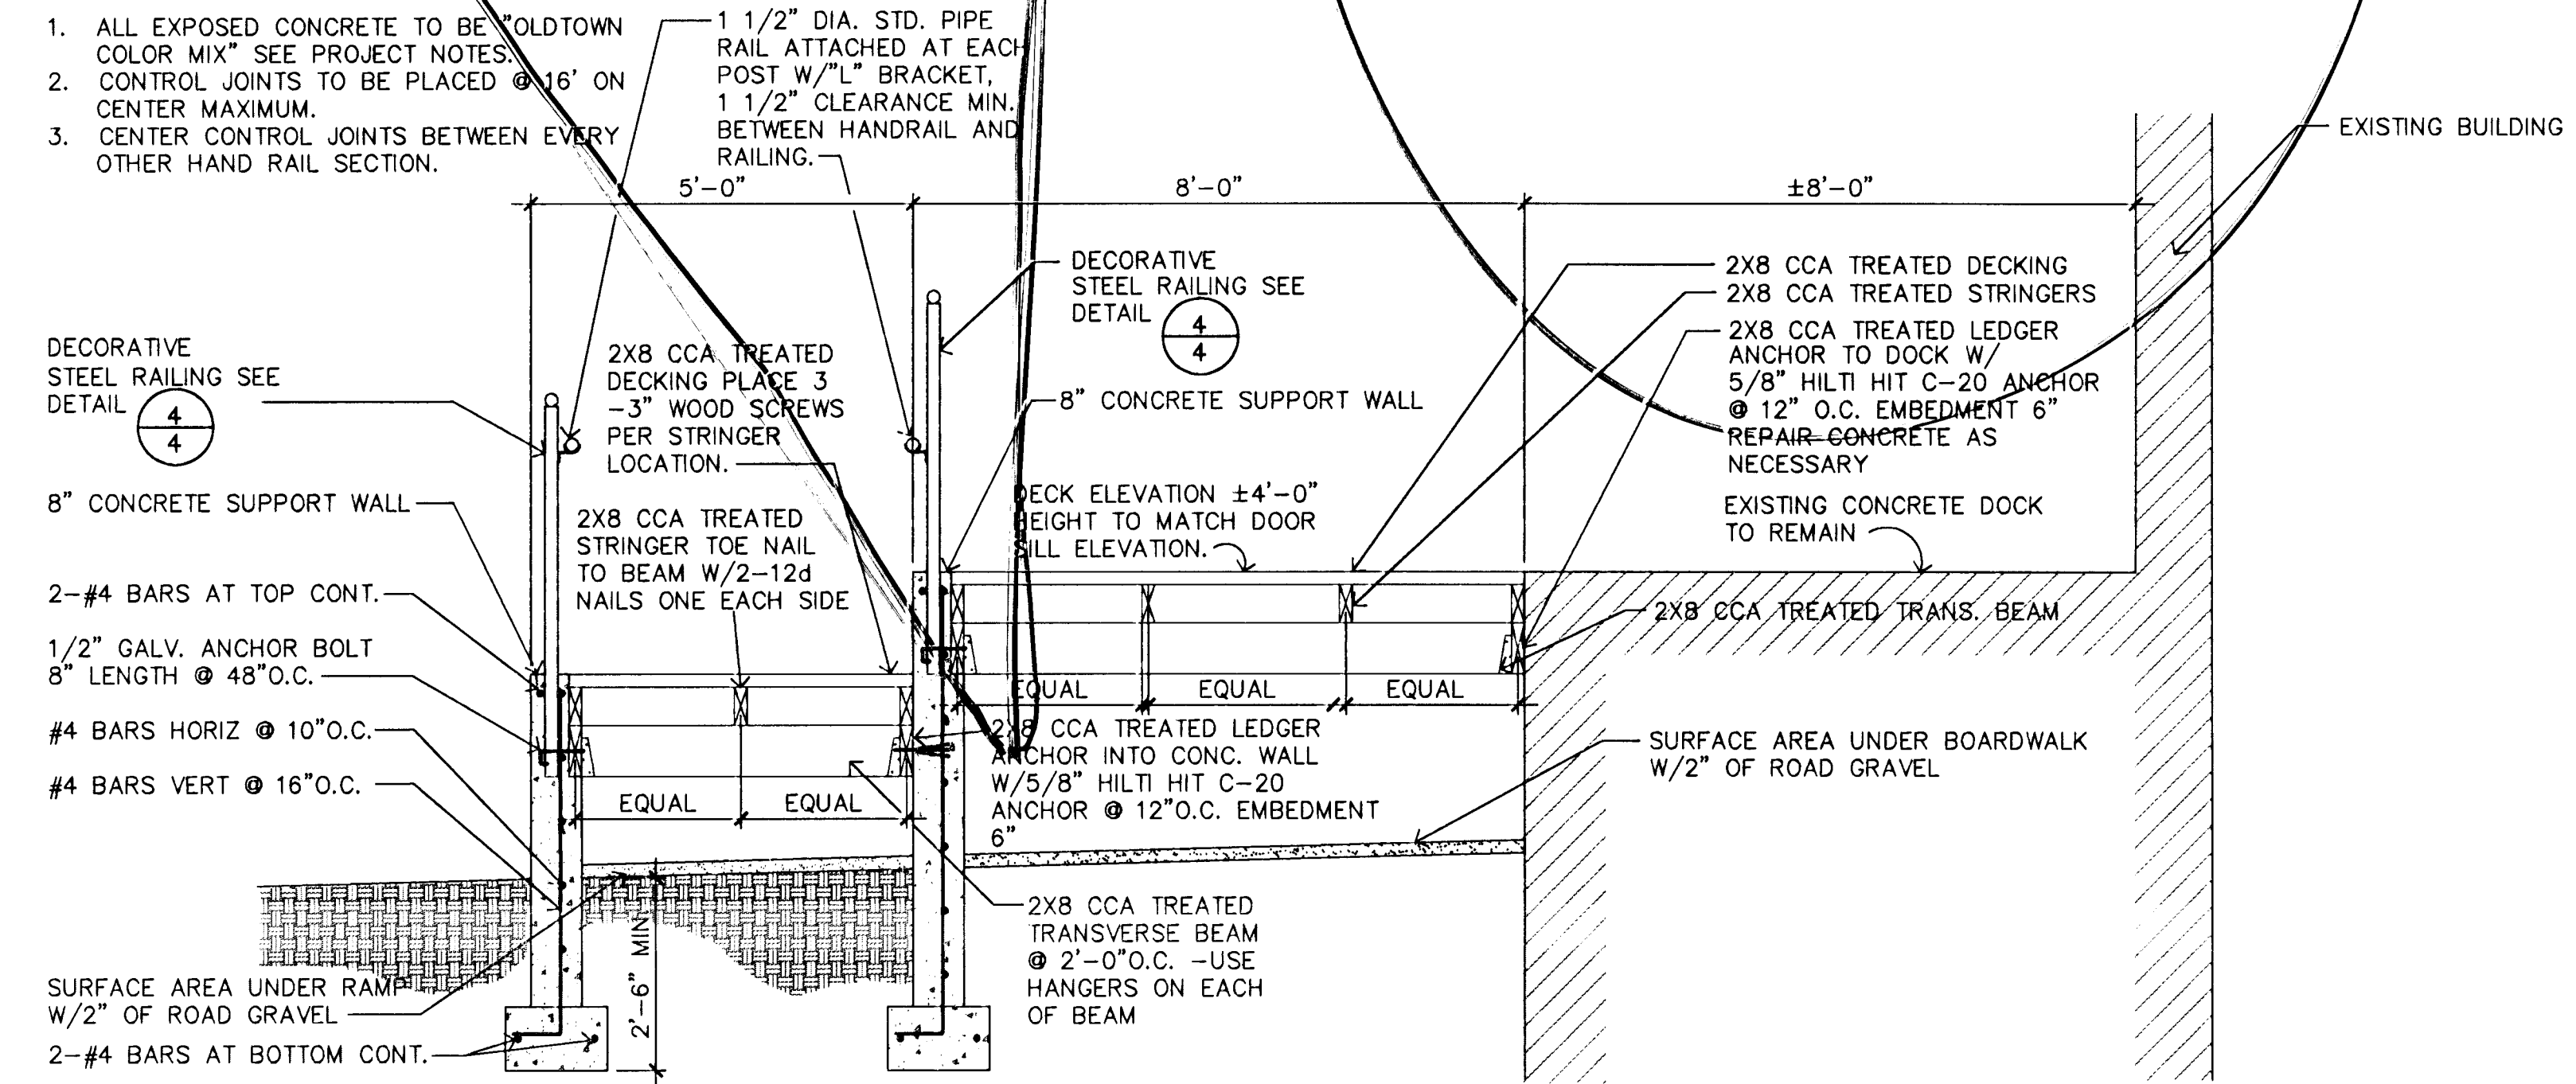 1. ALL EXPOSED CONCRETE TO BE "OLDTOWN
COLOR MIX" SEE PROJECT NOTES.
2. CONTROL JOINTS TO BE PLACED @ 16' ON
CENTER MAXIMUM.
3. CENTER CONTROL JOINTS BETWEEN EVERY
OTHER HAND RAIL SECTION.
1 1/2" DIA. STD. PIPE
RAIL ATTACHED AT EACH
POST W/"L" BRACKET,
1 1/2" CLEARANCE MIN.
BETWEEN HANDRAIL AND
RAILING.
EXISTING BUILDING
5'-0"
8'-0"
±8'-0"
DECORATIVE
STEEL RAILING SEE
DETAIL
4
4
8" CONCRETE SUPPORT WALL
2X8 CCA TREATED DECKING
2X8 CCA TREATED STRINGERS
2X8 CCA TREATED LEDGER
ANCHOR TO DOCK W/
5/8" HILTI HIT C-20 ANCHOR
@ 12" O.C. EMBEDMENT 6"
REPAIR CONCRETE AS
NECESSARY
EXISTING CONCRETE DOCK
TO REMAIN
DECORATIVE
STEEL RAILING SEE
DETAIL
4
4
2X8 CCA TREATED
DECKING PLACE 3
-3" WOOD SCREWS
PER STRINGER
LOCATION.
8" CONCRETE SUPPORT WALL
2X8 CCA TREATED
STRINGER TOE NAIL
TO BEAM W/2-12d
NAILS ONE EACH SIDE
DECK ELEVATION ±4'-0"
HEIGHT TO MATCH DOOR
SILL ELEVATION.
2-#4 BARS AT TOP CONT.
1/2" GALV. ANCHOR BOLT
8" LENGTH @ 48"O.C.
#4 BARS HORIZ @ 10"O.C.
#4 BARS VERT @ 16"O.C.
2X8 CCA TREATED TRANS. BEAM
EQUAL EQUAL EQUAL
EQUAL EQUAL
2X8 CCA TREATED LEDGER
ANCHOR INTO CONC. WALL
W/5/8" HILTI HIT C-20
ANCHOR @ 12"O.C. EMBEDMENT
6"
SURFACE AREA UNDER BOARDWALK
W/2" OF ROAD GRAVEL
2X8 CCA TREATED
TRANSVERSE BEAM
@ 2'-0"O.C. -USE
HANGERS ON EACH
OF BEAM
2'-6" MIN.
SURFACE AREA UNDER RAMP
W/2" OF ROAD GRAVEL
2-#4 BARS AT BOTTOM CONT.